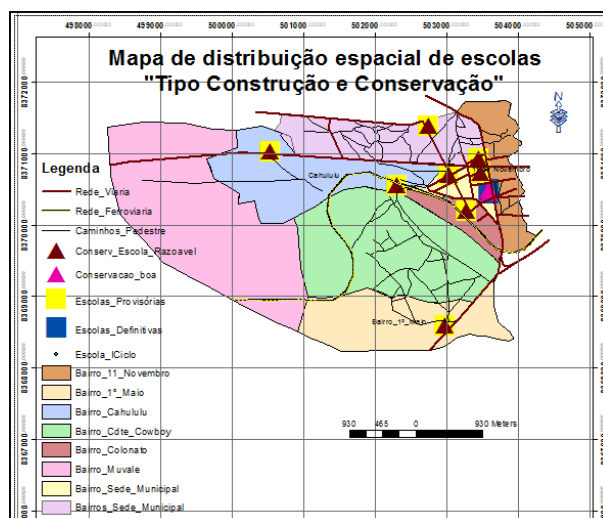 498000 499000 500000 501000 502000 503000 504000 505000
Mapa de distribuição espacial de escolas
"Tipo Construção e Conservação"
N
8372000
8371000
8370000
8369000
8368000
8367000
Cahululu
Novembro
Bairro_1º_Maio
Legenda
Rede_Viaria
Rede_Ferroviaria
Caminhos_Pedestre
Conserv_Escola_Razoavel
Conservacao_boa
Escolas_Provisórias
Escolas_Definitivas
Escola_ICiclo
Bairro_11_Novembro
Bairro_1ª_Maio
Bairro_Cahululu
Bairro_Cdte_Cowboy
Bairro_Colonato
Bairro_Muvale
Bairro_Sede_Municipal
Bairros_Sede_Municipal
930 465 0 930 Meters